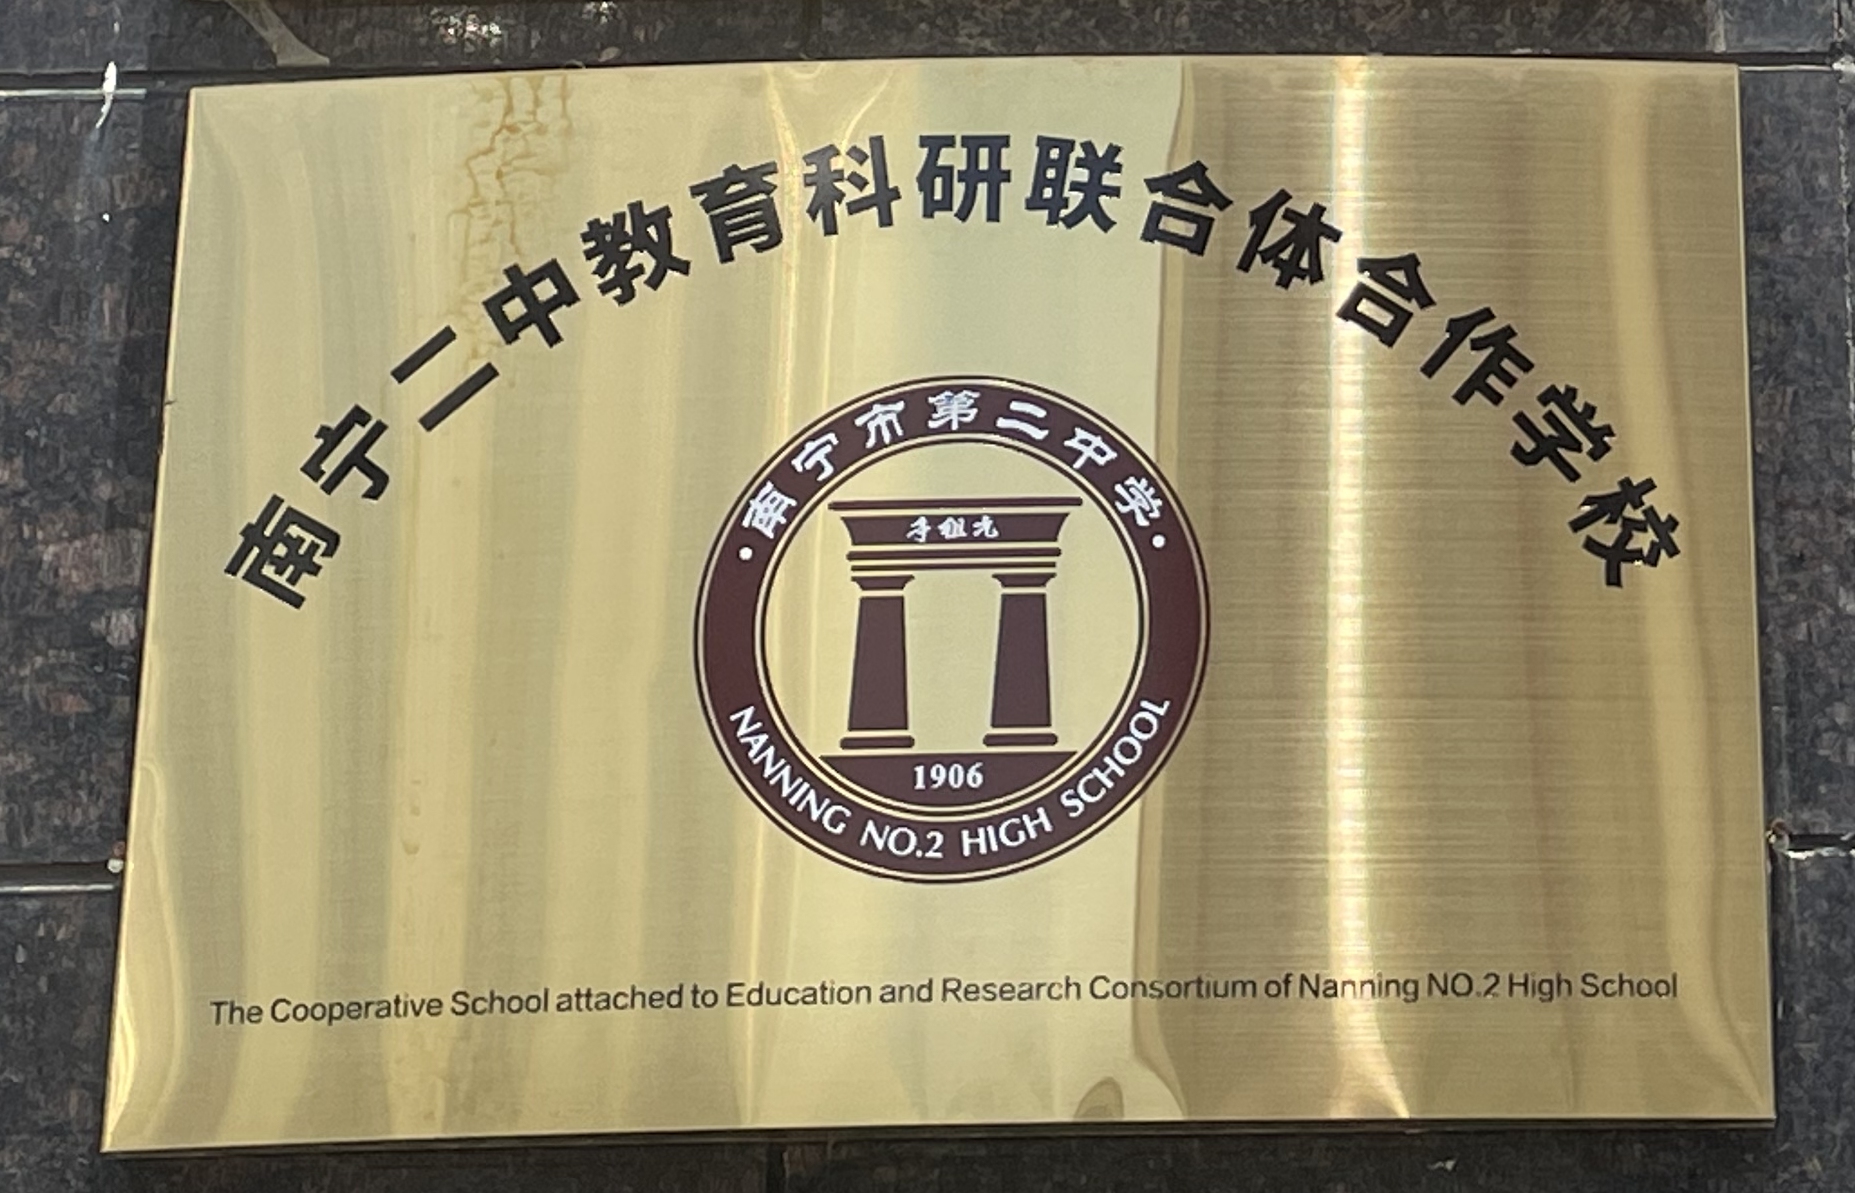 南宁二中教育科研联合体合作学校
南宁市第二中学
1906
NANNING NO.2 HIGH SCHOOL
The Cooperative School attached to Education and Research Consortium of Nanning NO.2 High School